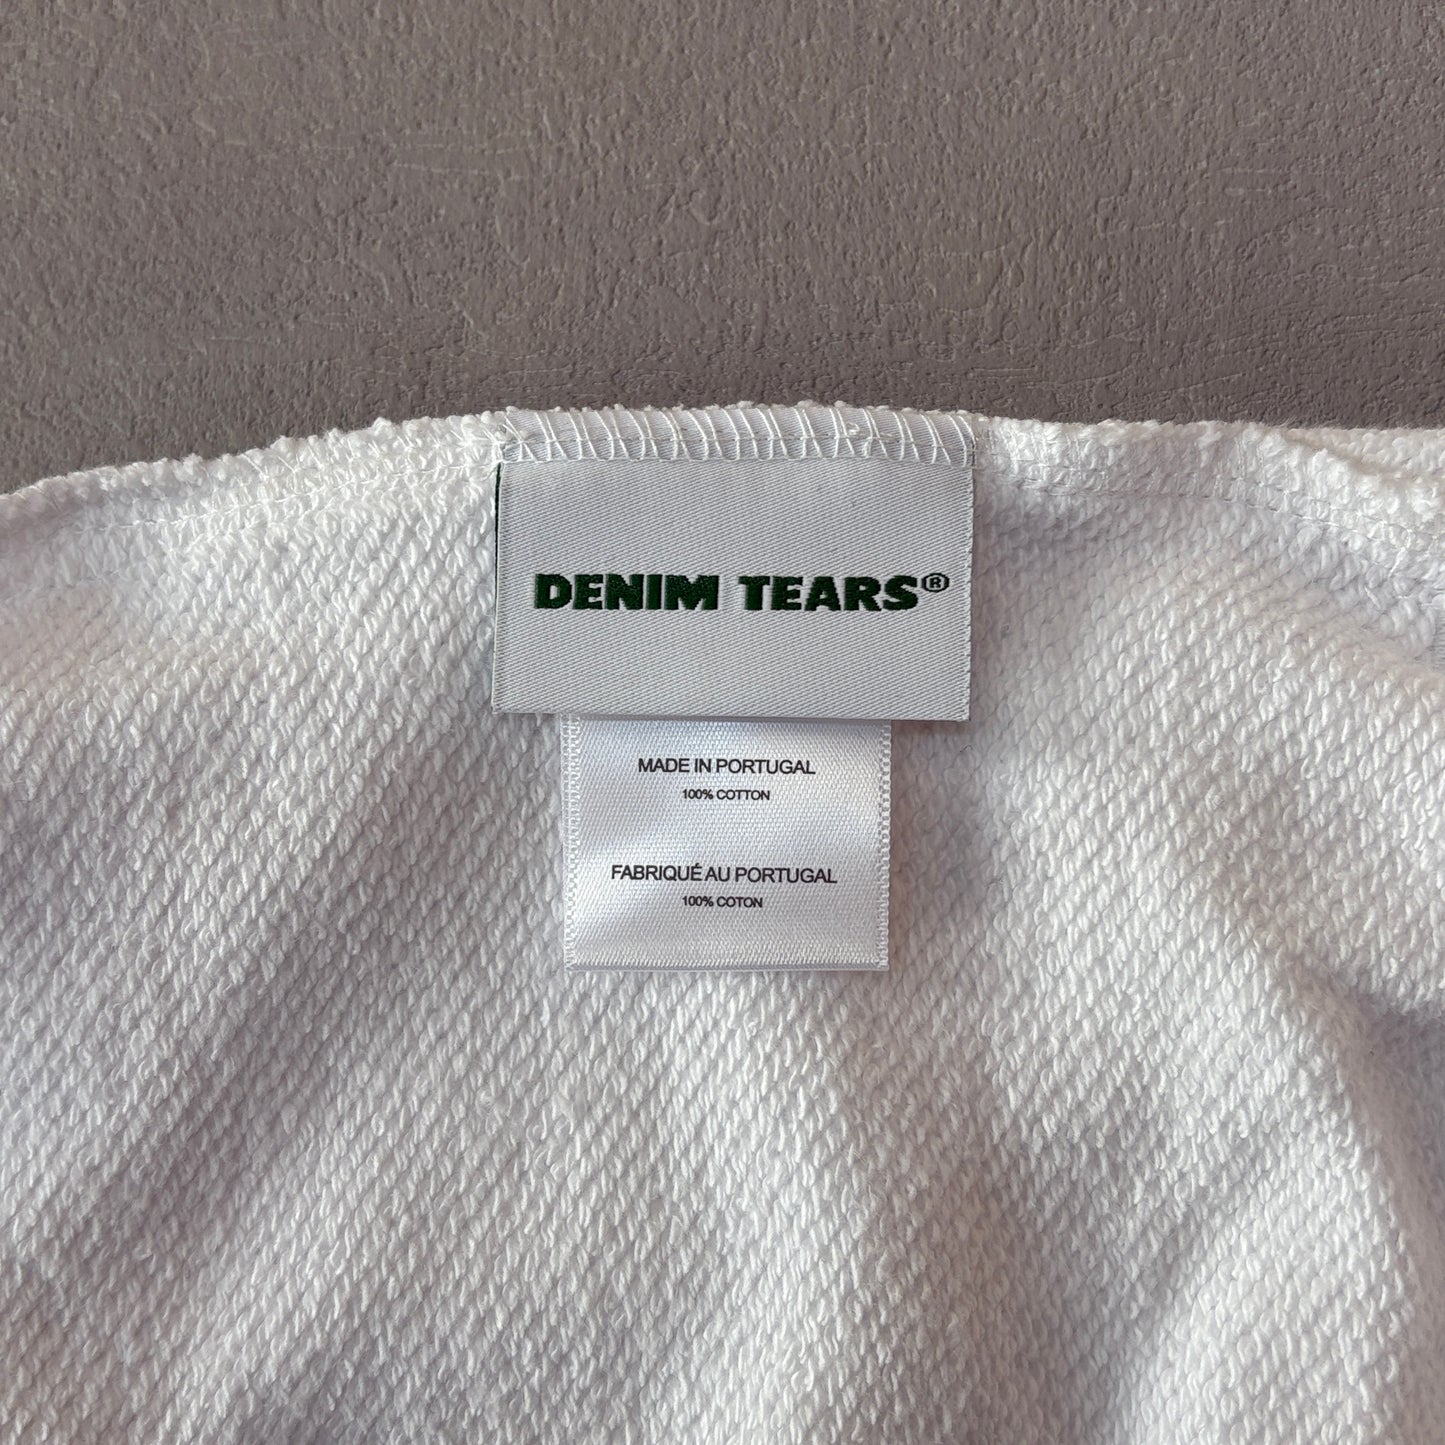 DENIM TEARS®
MADE IN PORTUGAL
100% COTTON
FABRIQUÉ AU PORTUGAL
100% COTON